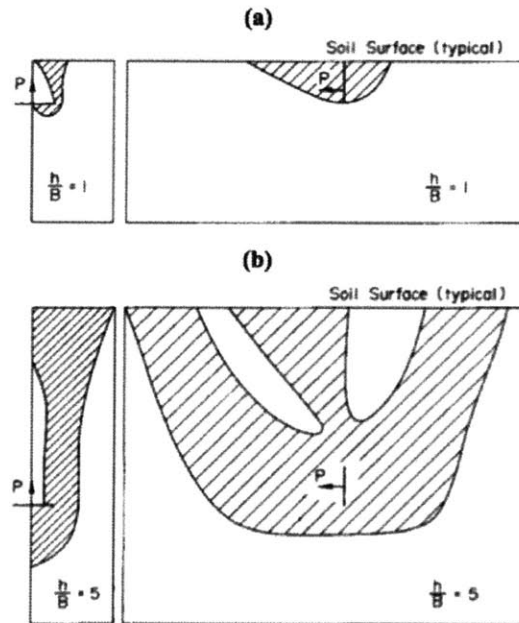 (a)
Soil Surface (typical)
P
P
h/B = 1
h/B = 1
(b)
Soil Surface (typical)
P
P
h/B = 5
h/B = 5